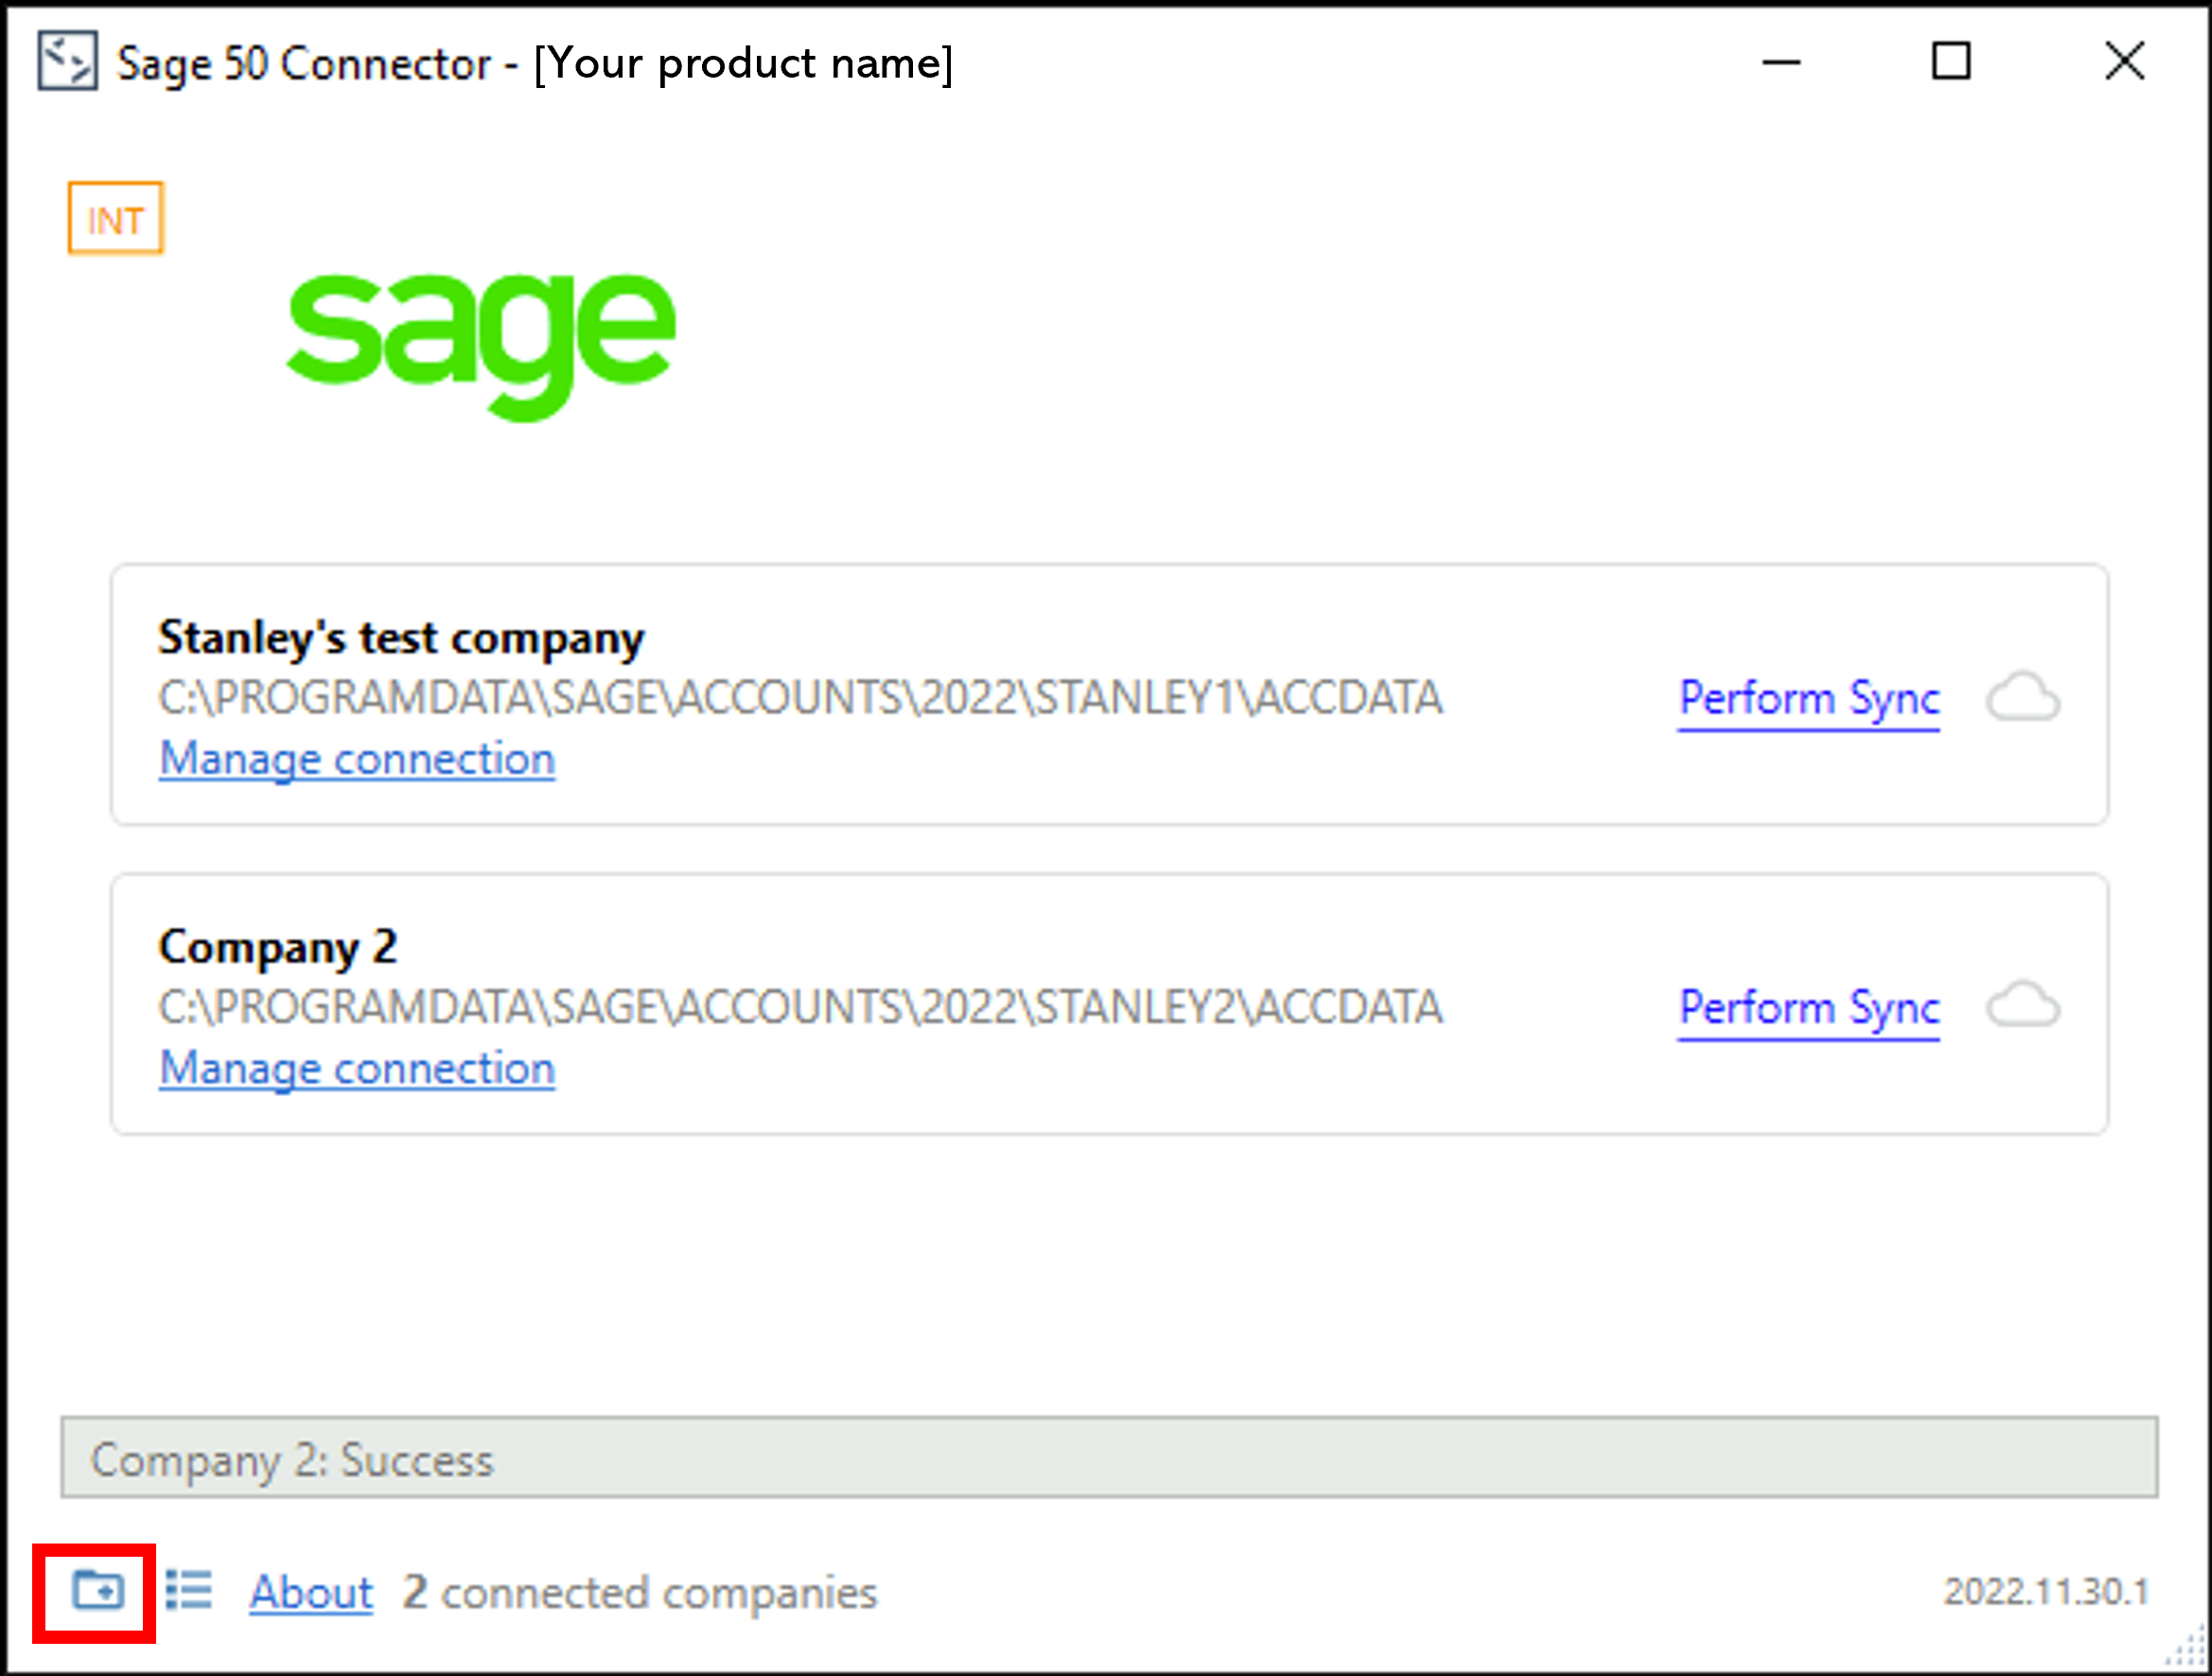 Sage 50 Connector - [Your product name]
INT
sage
Stanley's test company
C:\PROGRAMDATA\SAGE\ACCOUNTS\2022\STANLEY1\ACCDATA
Perform Sync
Manage connection
Company 2
C:\PROGRAMDATA\SAGE\ACCOUNTS\2022\STANLEY2\ACCDATA
Perform Sync
Manage connection
Company 2: Success
About 2 connected companies
2022.11.30.1